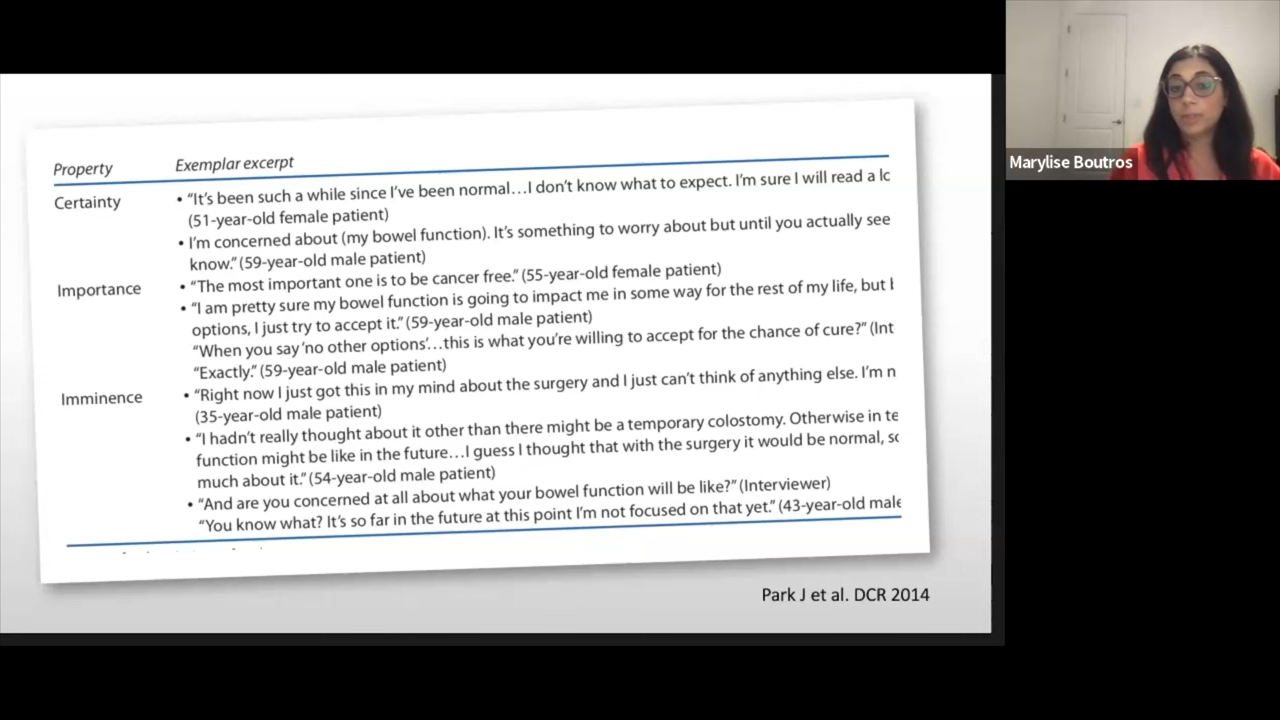 Property Exemplar excerpt
Certainty • “It’s been such a while since I’ve been normal…I don’t know what to expect. I’m sure I will read a lc
(51-year-old female patient)
• I’m concerned about (my bowel function). It’s something to worry about but until you actually see
know.” (59-year-old male patient)
Importance • “The most important one is to be cancer free.” (55-year-old female patient)
• “I am pretty sure my bowel function is going to impact me in some way for the rest of my life, but
options, I just try to accept it.” (59-year-old male patient)
“When you say ‘no other options’…this is what you’re willing to accept for the chance of cure?” (Int
“Exactly.” (59-year-old male patient)
Imminence • “Right now I just got this in my mind about the surgery and I just can’t think of anything else. I’m n
(35-year-old male patient)
• “I hadn’t really thought about it other than there might be a temporary colostomy. Otherwise in te
function might be like in the future…I guess I thought that with the surgery it would be normal, sc
much about it.” (54-year-old male patient)
• “And are you concerned at all about what your bowel function will be like?” (Interviewer)
“You know what? It’s so far in the future at this point I’m not focused on that yet.” (43-year-old male
Park J et al. DCR 2014
Marylise Boutros